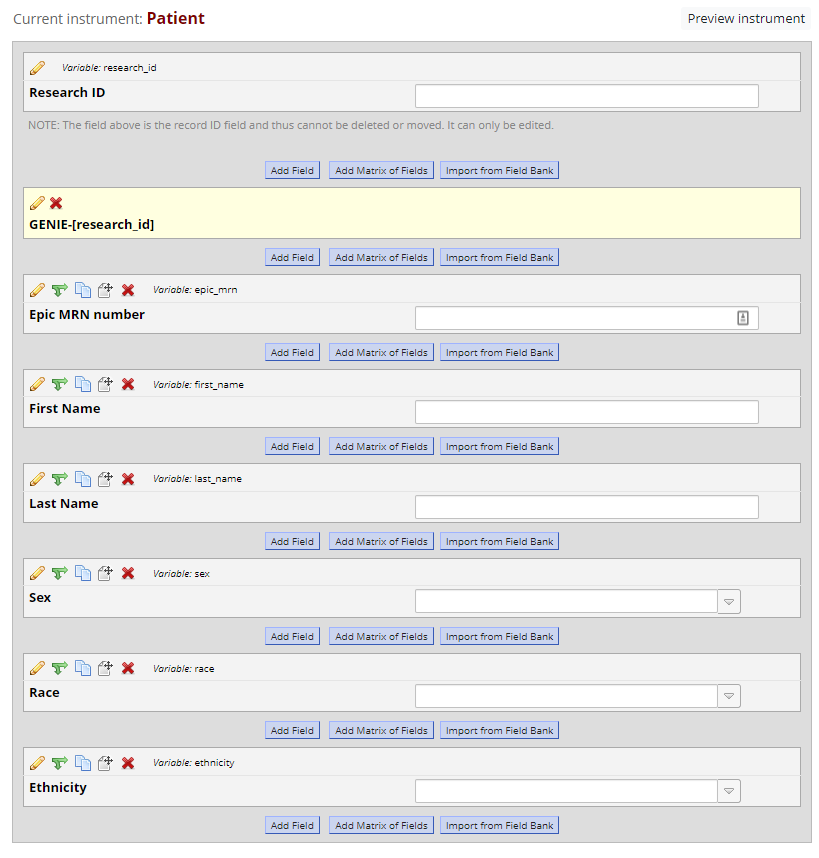 Current instrument: Patient
Preview instrument
Variable: research_id
Research ID
NOTE: The field above is the record ID field and thus cannot be deleted or moved. It can only be edited.
Add Field Add Matrix of Fields Import from Field Bank
GENIE-[research_id]
Add Field Add Matrix of Fields Import from Field Bank
Variable: epic_mrn
Epic MRN number
Add Field Add Matrix of Fields Import from Field Bank
Variable: first_name
First Name
Add Field Add Matrix of Fields Import from Field Bank
Variable: last_name
Last Name
Add Field Add Matrix of Fields Import from Field Bank
Variable: sex
Sex
Add Field Add Matrix of Fields Import from Field Bank
Variable: race
Race
Add Field Add Matrix of Fields Import from Field Bank
Variable: ethnicity
Ethnicity
Add Field Add Matrix of Fields Import from Field Bank